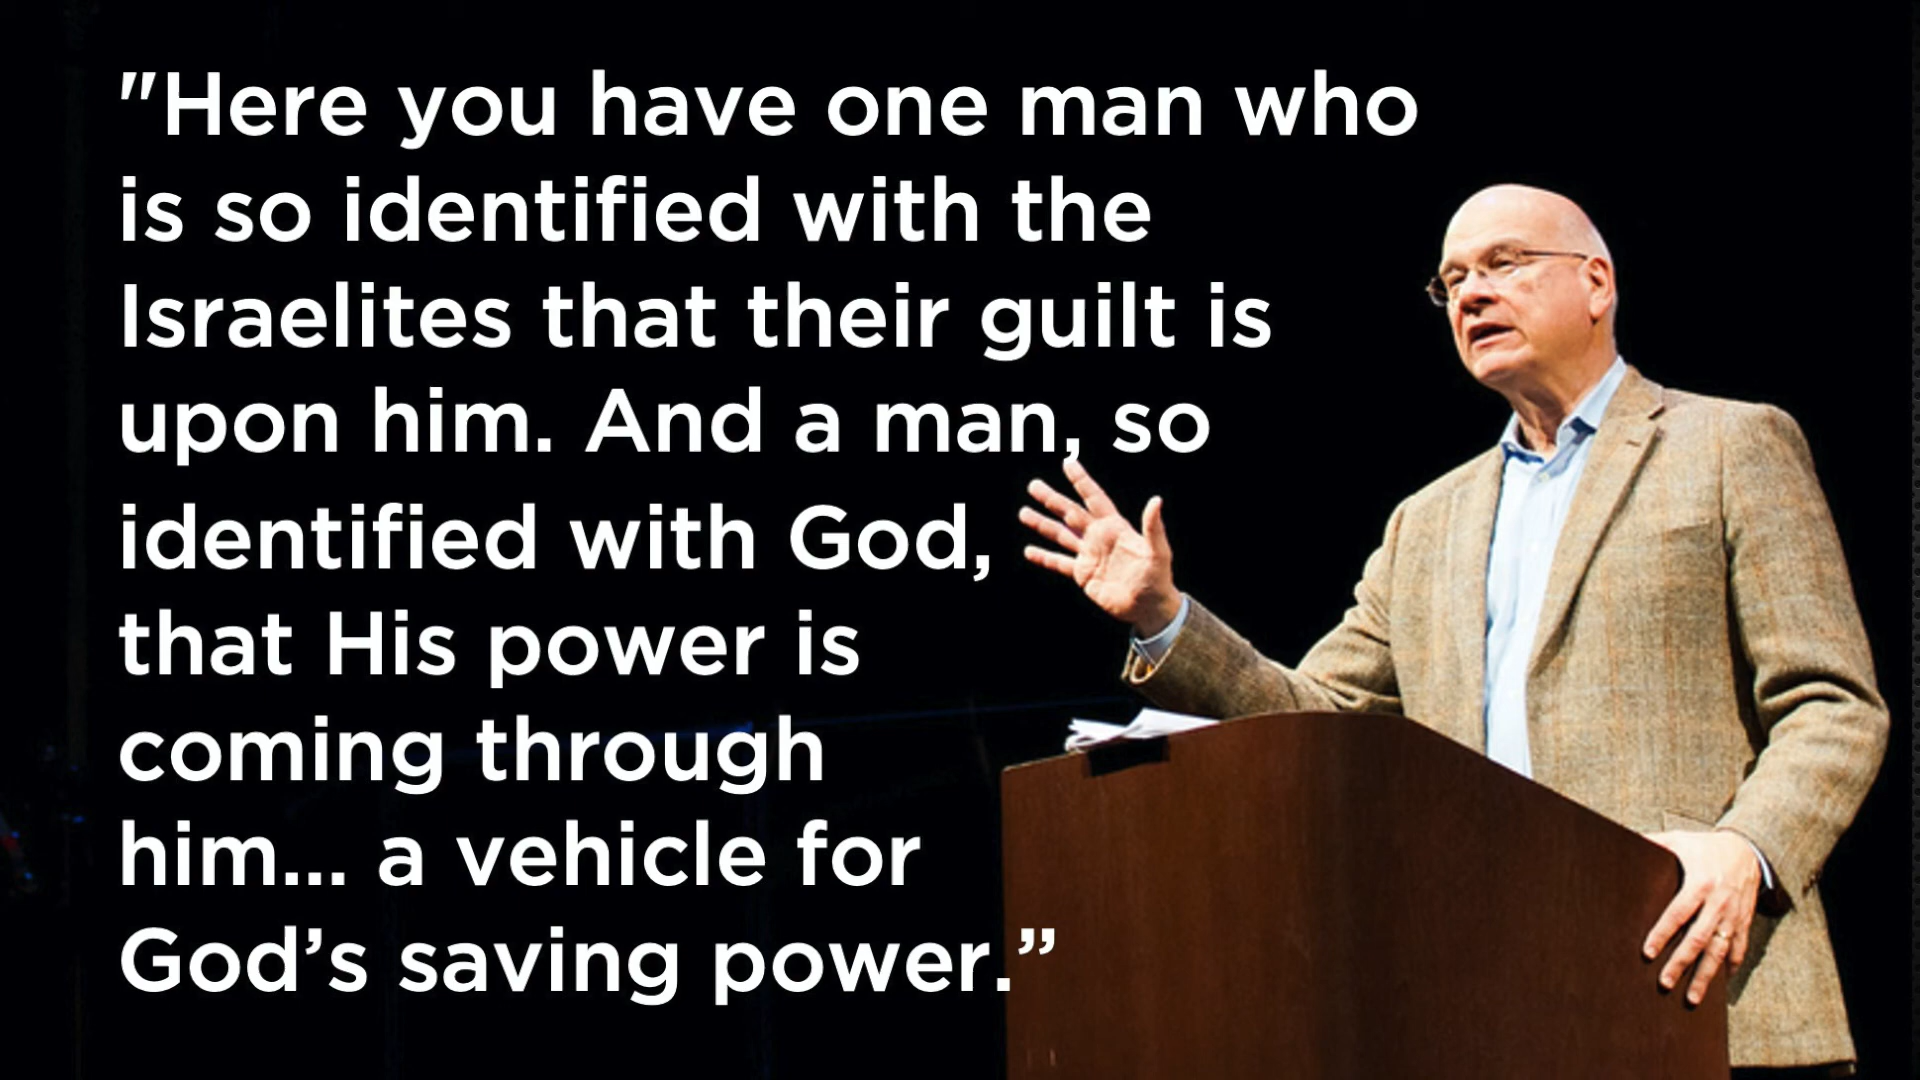 "Here you have one man who
is so identified with the
Israelites that their guilt is
upon him. And a man, so
identified with God,
that His power is
coming through
him... a vehicle for
God’s saving power.”